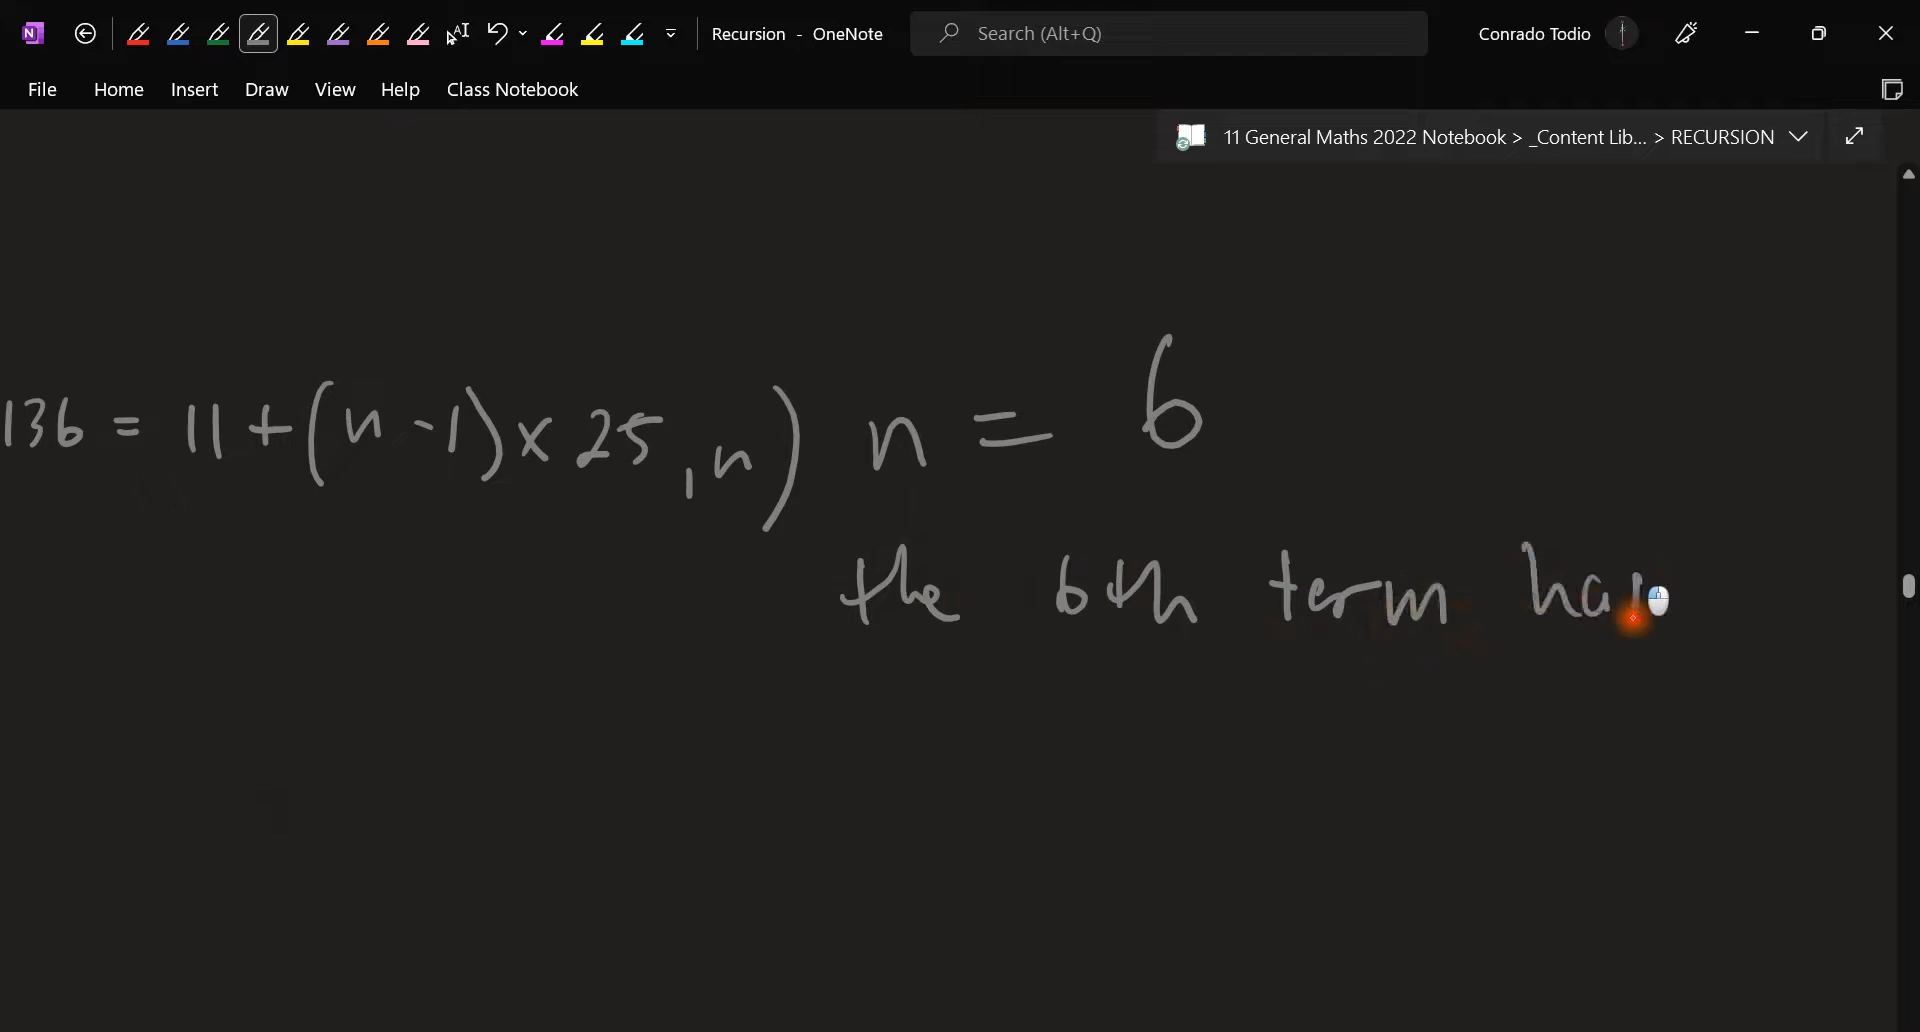 Recursion - OneNote
Search (Alt+Q)
Conrado Todio
File Home Insert Draw View Help Class Notebook
11 General Maths 2022 Notebook > _Content Lib... > RECURSION
136 = 11 + (n - 1) × 25 , n) n = 6
the 6th term has